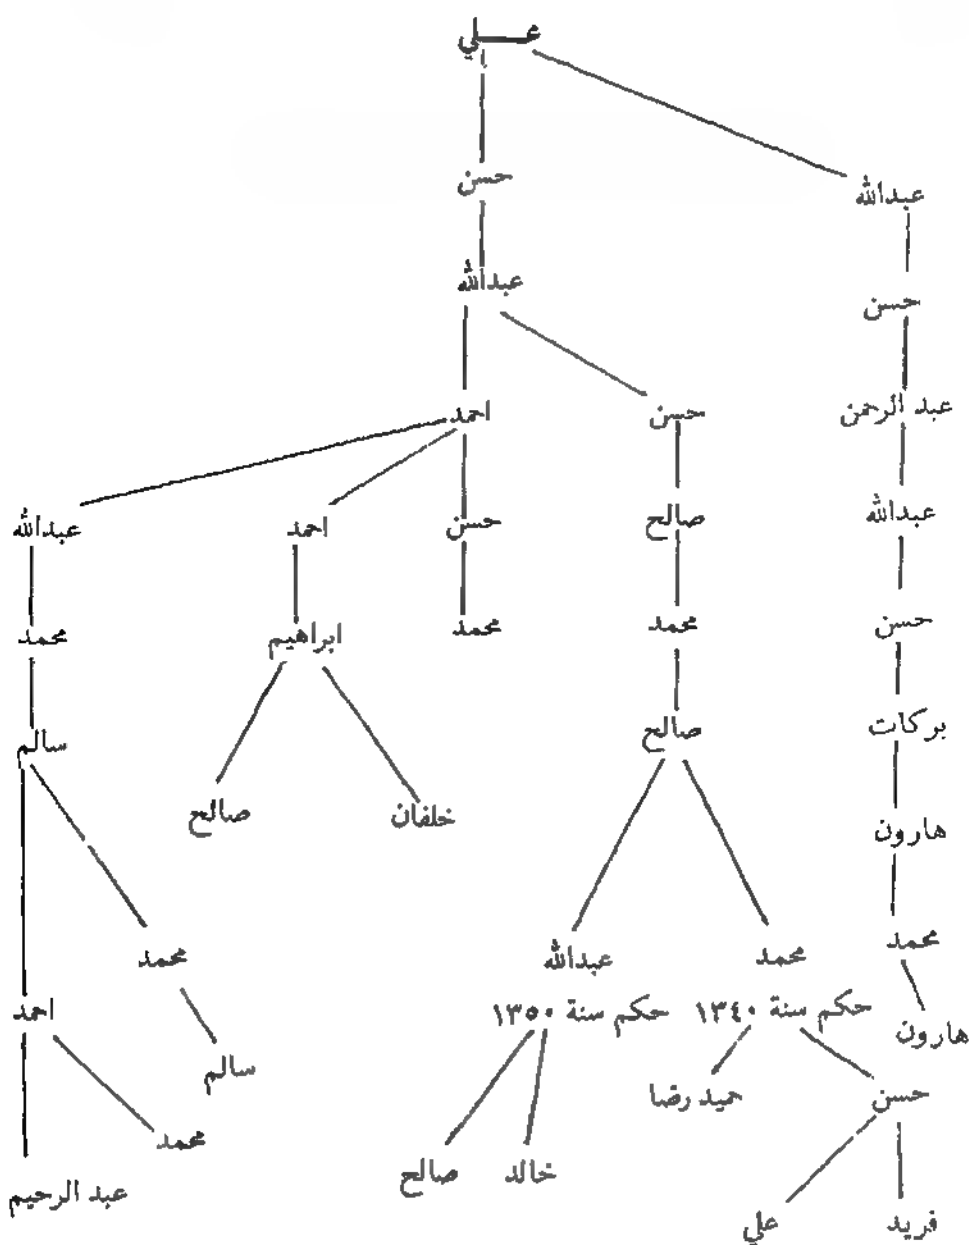 علي
عبدالله
حسن
حسن
عبدالله
عبد الرحمن
حسن
احمد
عبدالله
صالح
حسن
احمد
عبدالله
حسن
محمد
محمد
ابراهيم
محمد
بركات
صالح
سالم
هارون
خلفان
صالح
محمد
محمد
عبدالله
محمد
حكم سنة ١٣٤٠
حكم سنة ١٣٥٠
احمد
هارون
سالم
حسن
حميد رضا
محمد
خالد
صالح
عبد الرحيم
فريد
علي